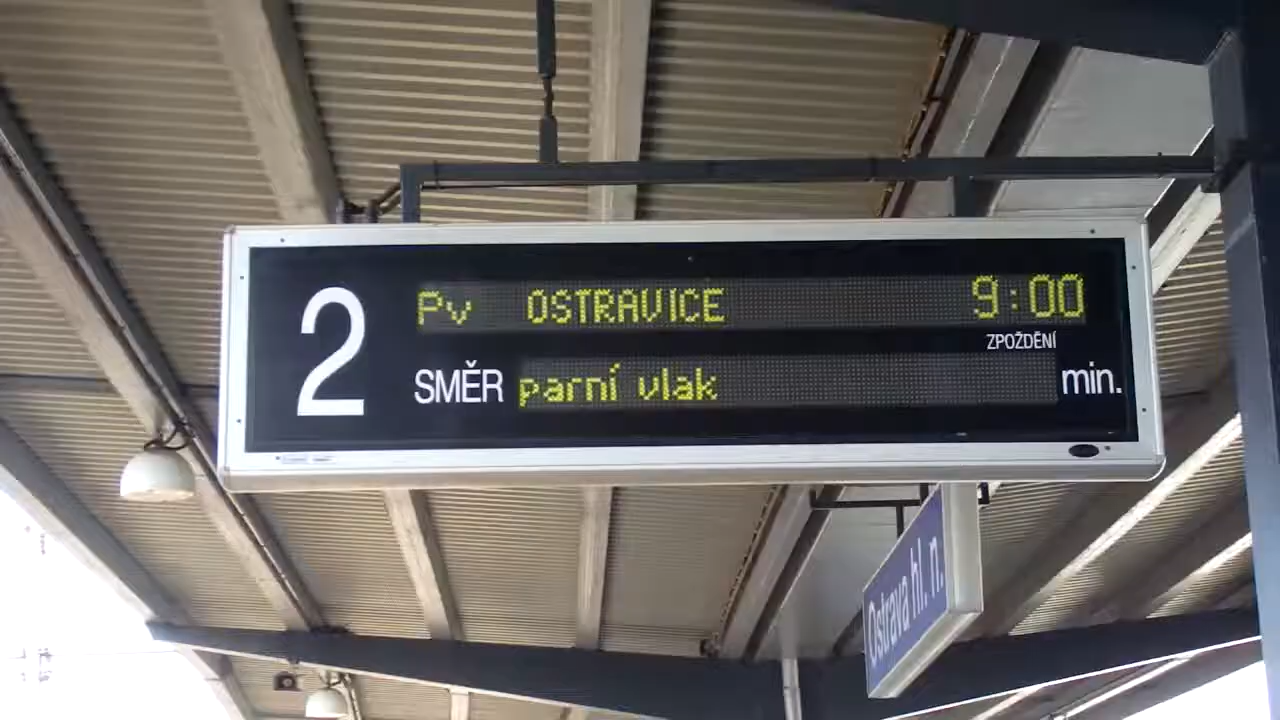 2
Pv OSTRAVICE 9:00
ZPOŽDĚNÍ
SMĚR parní vlak min.
Ostrava hl. n.